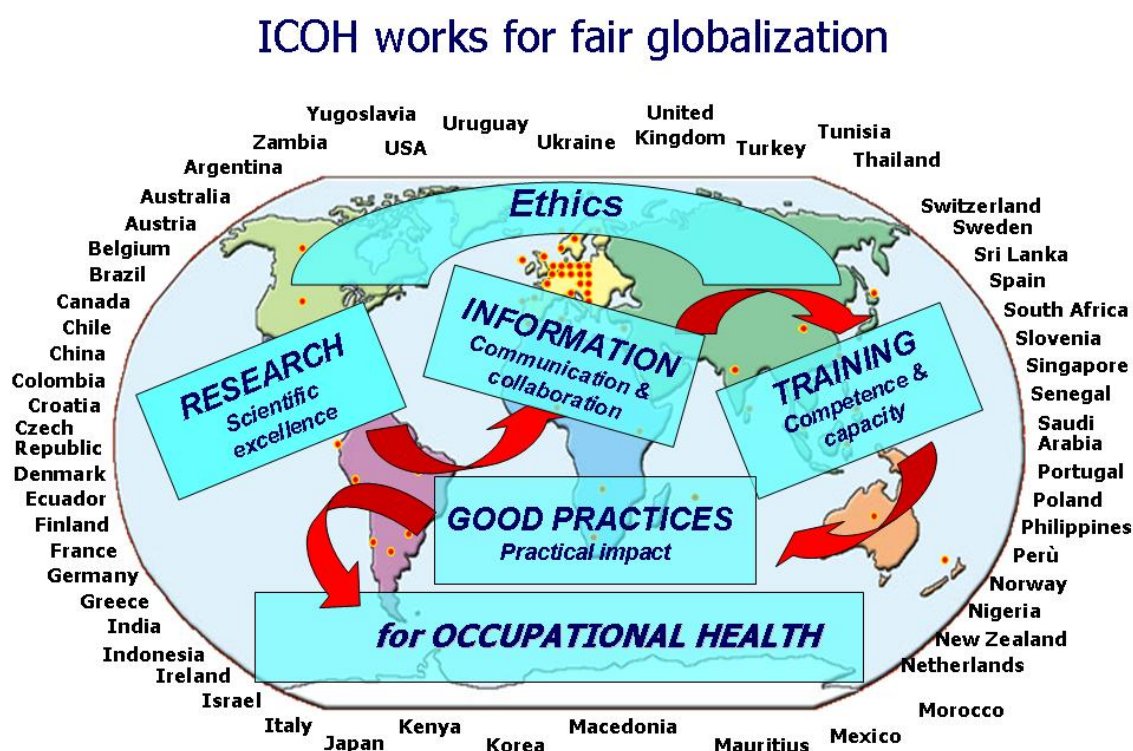 ICOH works for fair globalization
Yugoslavia
Uruguay
Ukraine
United
Kingdom
Turkey
Tunisia
Thailand
Zambia
USA
Argentina
Australia
Austria
Belgium
Brazil
Canada
Chile
China
Colombia
Croatia
Czech
Republic
Denmark
Ecuador
Finland
France
Germany
Greece
India
Indonesia
Ireland
Israel
Italy
Japan
Kenya
Korea
Macedonia
Mauritius
Mexico
Morocco
Netherlands
New Zealand
Nigeria
Norway
Perù
Philippines
Poland
Portugal
Saudi
Arabia
Senegal
Singapore
Slovenia
South Africa
Spain
Sri Lanka
Sweden
Switzerland
Ethics
RESEARCH
Scientific
excellence
INFORMATION
Communication &
collaboration
TRAINING
Competence &
capacity
GOOD PRACTICES
Practical impact
for OCCUPATIONAL HEALTH